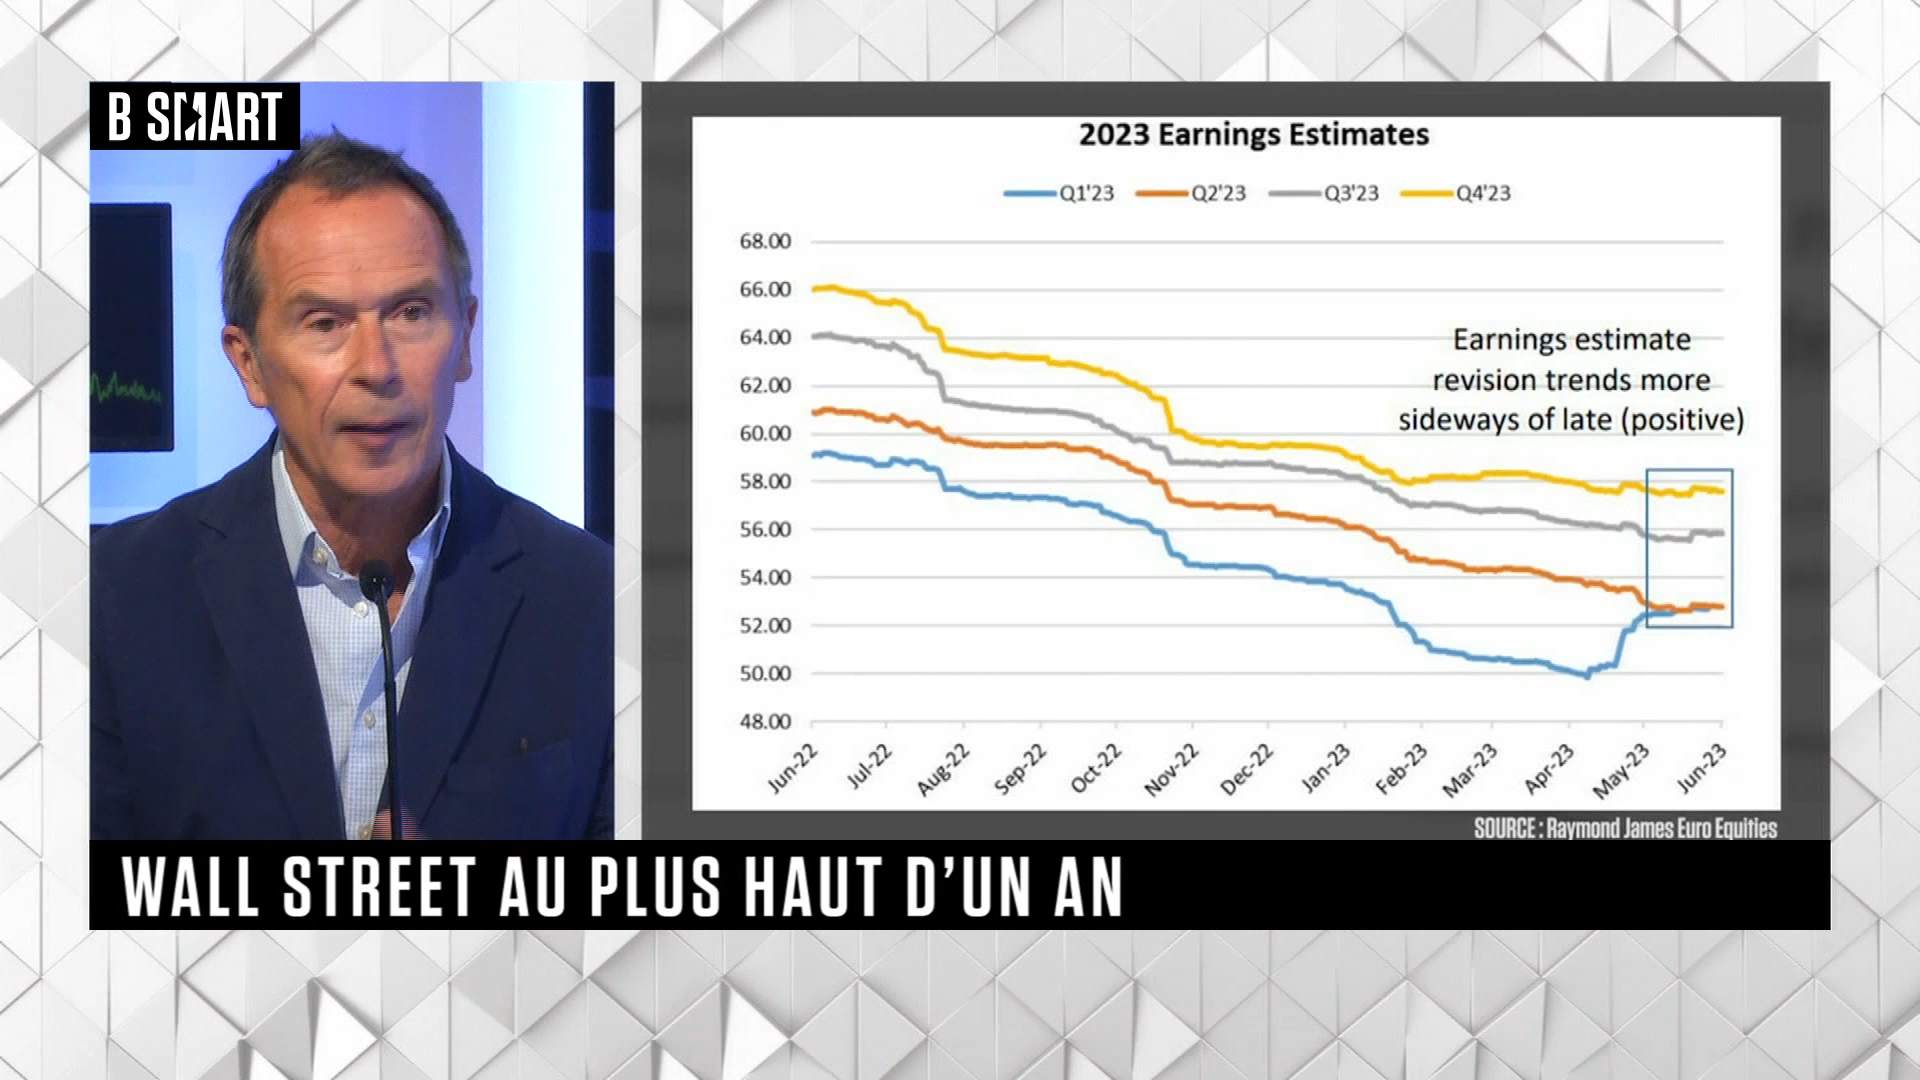 B SMART
2023 Earnings Estimates
Q1'23 Q2'23 Q3'23 Q4'23
68.00
66.00
64.00
62.00
60.00
58.00
56.00
54.00
52.00
50.00
48.00
Earnings estimate
revision trends more
sideways of late (positive)
Jun-22 Jul-22 Aug-22 Sep-22 Oct-22 Nov-22 Dec-22 Jan-23 Feb-23 Mar-23 Apr-23 May-23 Jun-23
SOURCE : Raymond James Euro Equities
WALL STREET AU PLUS HAUT D’UN AN